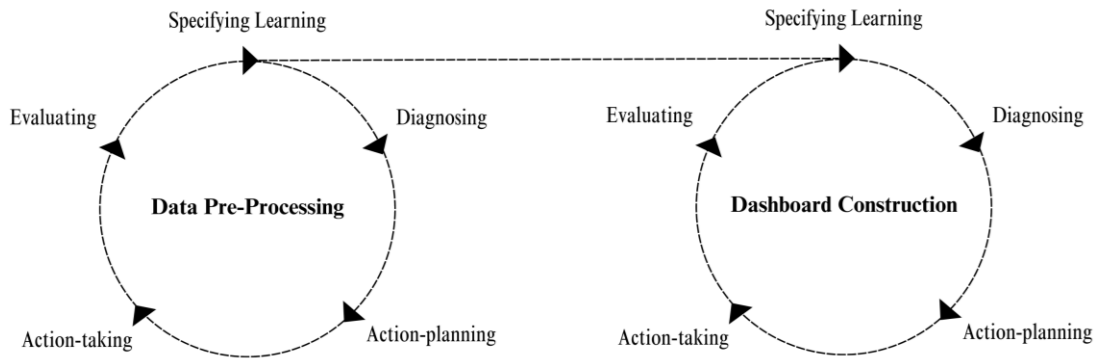 Specifying Learning
Evaluating
Diagnosing
Data Pre-Processing
Action-taking
Action-planning
Specifying Learning
Evaluating
Diagnosing
Dashboard Construction
Action-taking
Action-planning